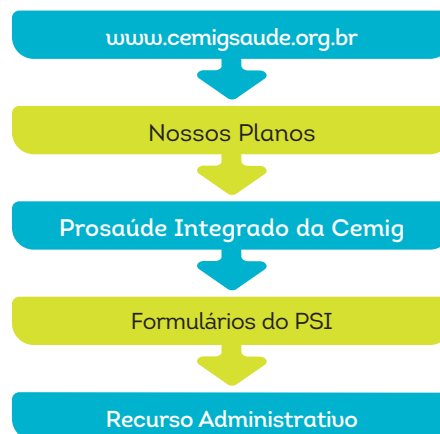 www.cemigsaude.org.br
Nossos Planos
Prosaúde Integrado da Cemig
Formulários do PSI
Recurso Administrativo